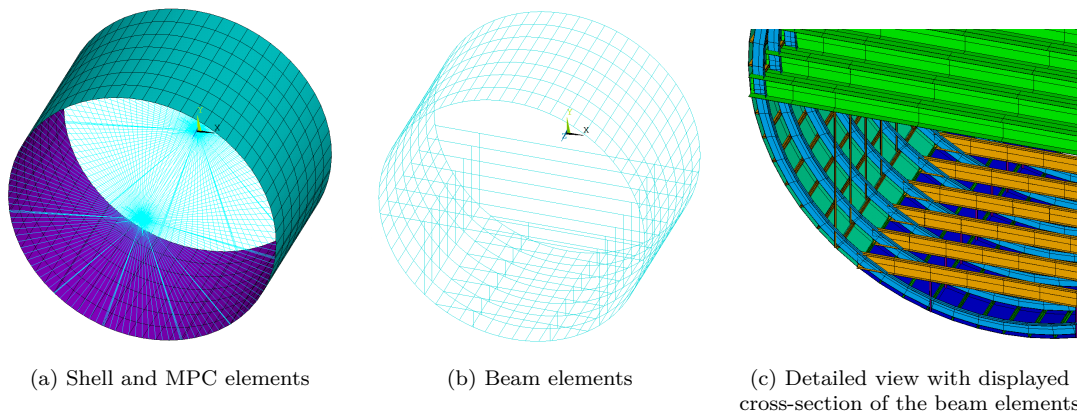 Y
X
(a) Shell and MPC elements
X
(b) Beam elements
(c) Detailed view with displayed
cross-section of the beam elements